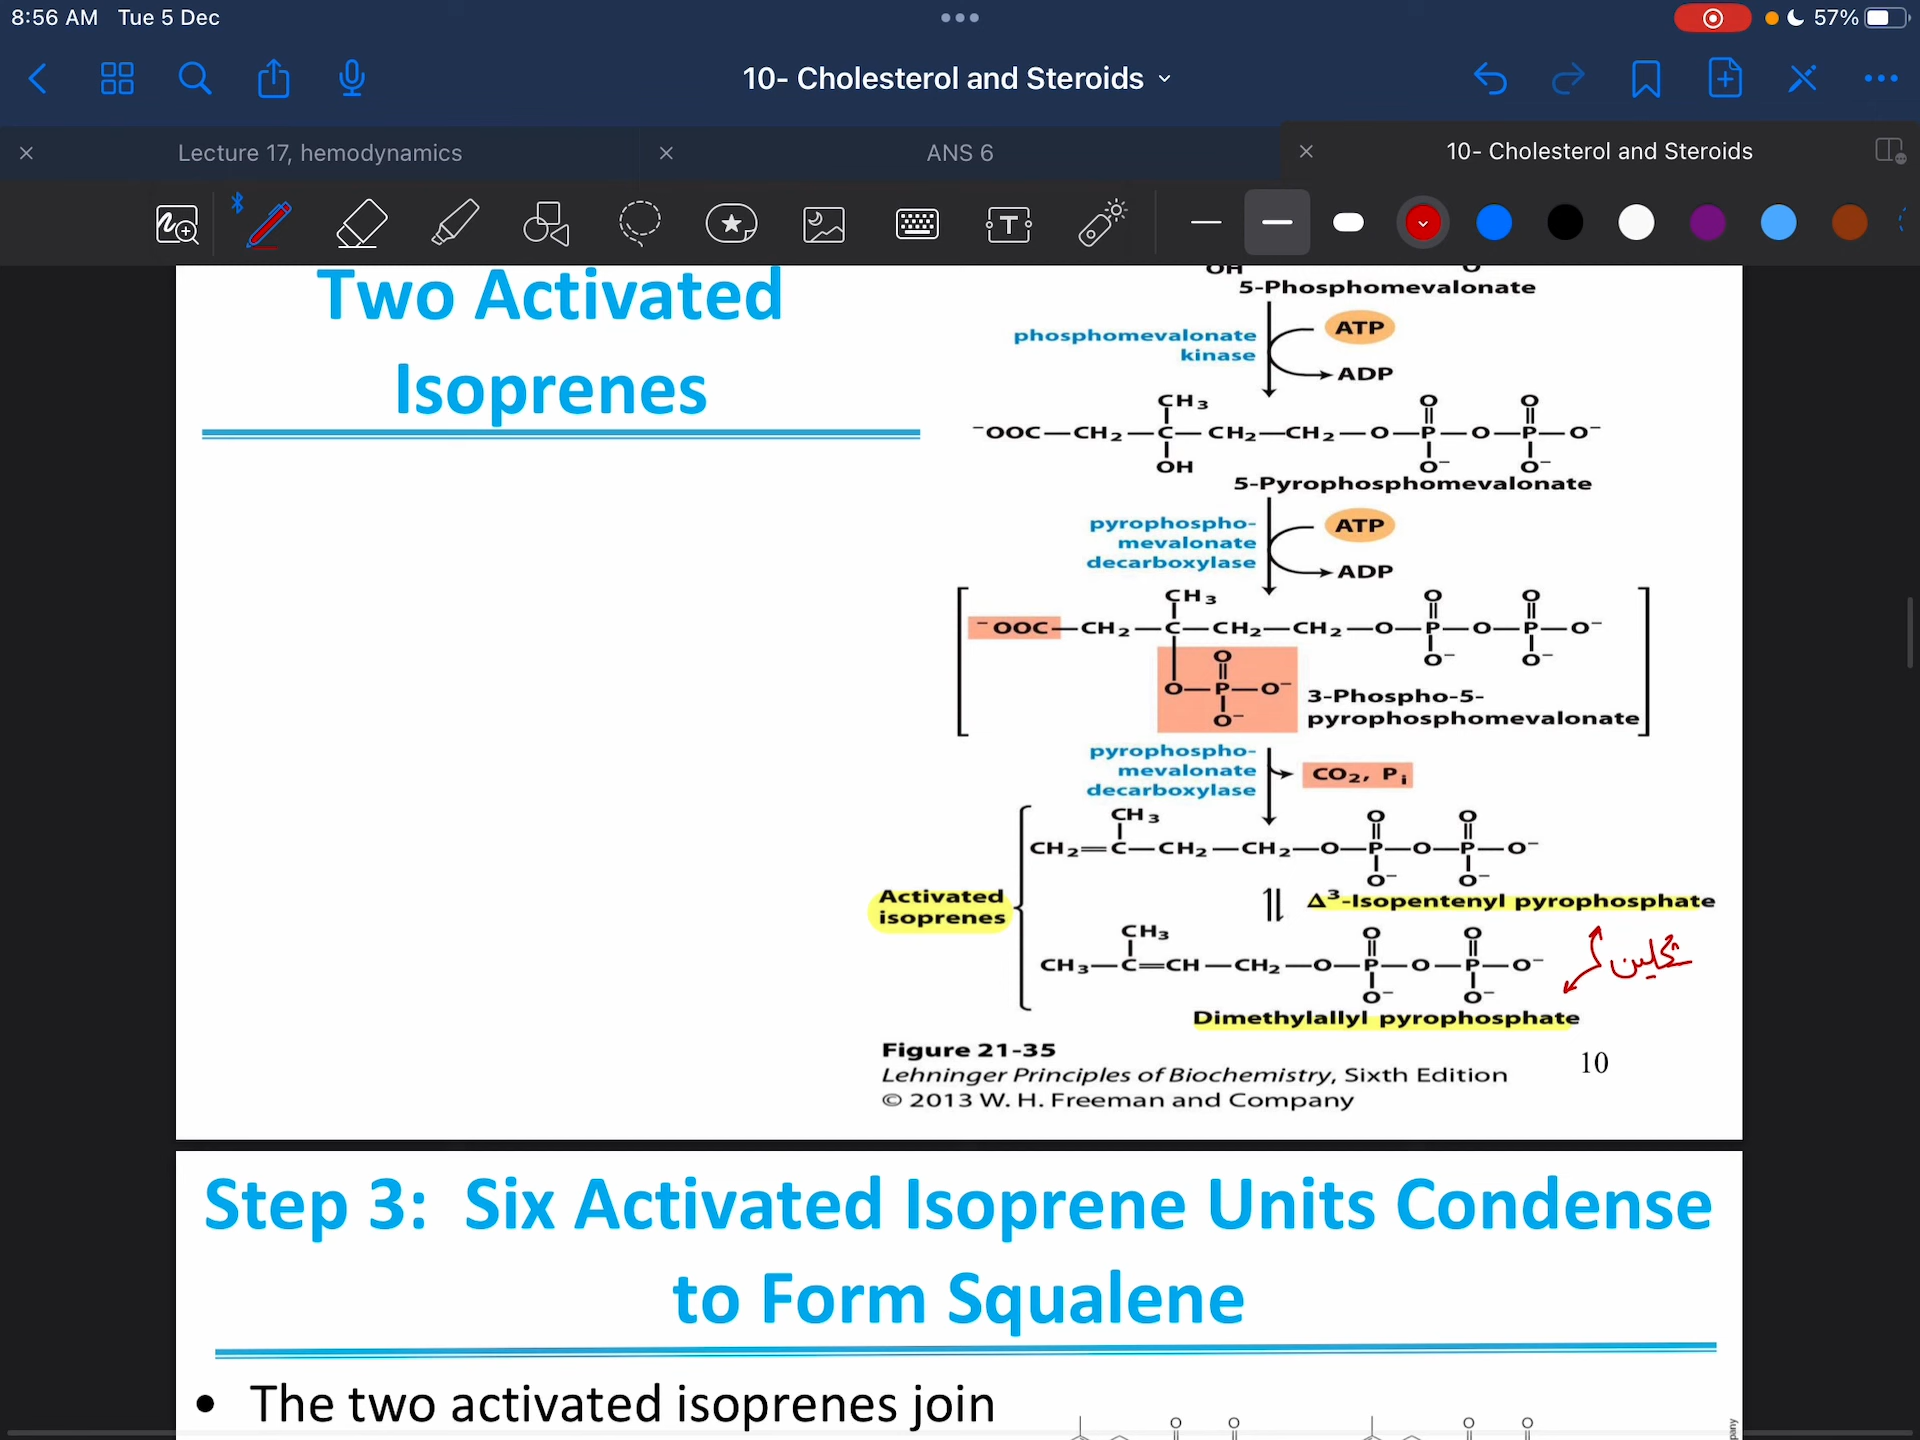 8:56 AM Tue 5 Dec
57%
10- Cholesterol and Steroids
Lecture 17, hemodynamics
ANS 6
10- Cholesterol and Steroids
Two Activated
Isoprenes
OH O
5-Phosphomevalonate
phosphomevalonate
kinase
ATP
ADP
CH₃ O O
⁻OOC—CH₂—C—CH₂—CH₂—O—P—O—P—O⁻
OH O⁻ O⁻
5-Pyrophosphomevalonate
pyrophospho-
mevalonate
decarboxylase
ATP
ADP
CH₃ O O
⁻OOC—CH₂—C—CH₂—CH₂—O—P—O—P—O⁻
O O⁻ O⁻
O—P—O⁻
O⁻
3-Phospho-5-
pyrophosphomevalonate
pyrophospho-
mevalonate
decarboxylase
CO₂, Pᵢ
CH₃ O O
CH₂=C—CH₂—CH₂—O—P—O—P—O⁻
O⁻ O⁻
Activated
isoprenes
Δ³-Isopentenyl pyrophosphate
CH₃ O O
CH₃—C=CH—CH₂—O—P—O—P—O⁻
O⁻ O⁻
شكلين
Dimethylallyl pyrophosphate
Figure 21-35
Lehninger Principles of Biochemistry, Sixth Edition
© 2013 W. H. Freeman and Company
10
Step 3: Six Activated Isoprene Units Condense
to Form Squalene
• The two activated isoprenes join
O O O O